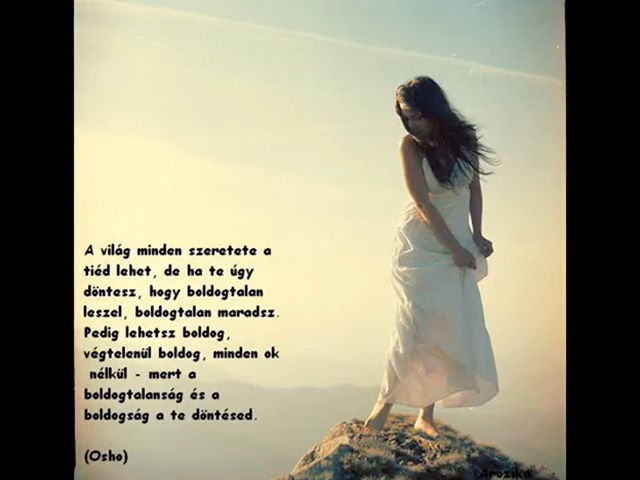 A világ minden szeretete a
tiéd lehet, de ha te úgy
döntesz, hogy boldogtalan
leszel, boldogtalan maradsz.
Pedig lehetsz boldog,
végtelenül boldog, minden ok
nélkül - mert a
boldogtalanság és a
boldogság a te döntésed.
(Osho)
Arozika